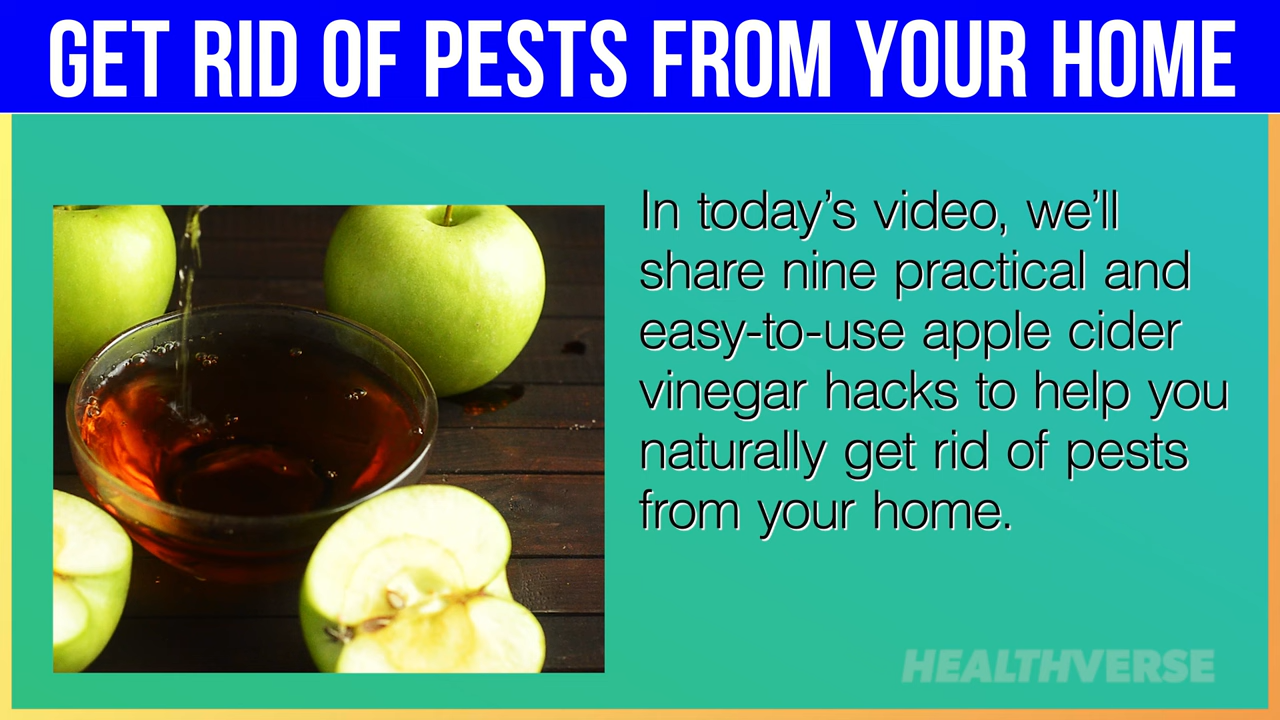 GET RID OF PESTS FROM YOUR HOME
In today’s video, we’ll
share nine practical and
easy-to-use apple cider
vinegar hacks to help you
naturally get rid of pests
from your home.
HEALTHVERSE